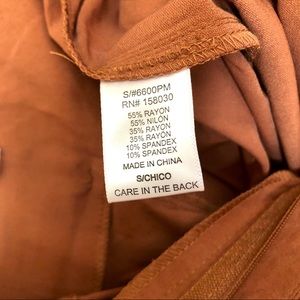 S/#6600PM
RN# 158030
55% RAYON
55% NILON
35% RAYON
35% RAYON
10% SPANDEX
10% SPANDEX
MADE IN CHINA
S/CHICO
CARE IN THE BACK